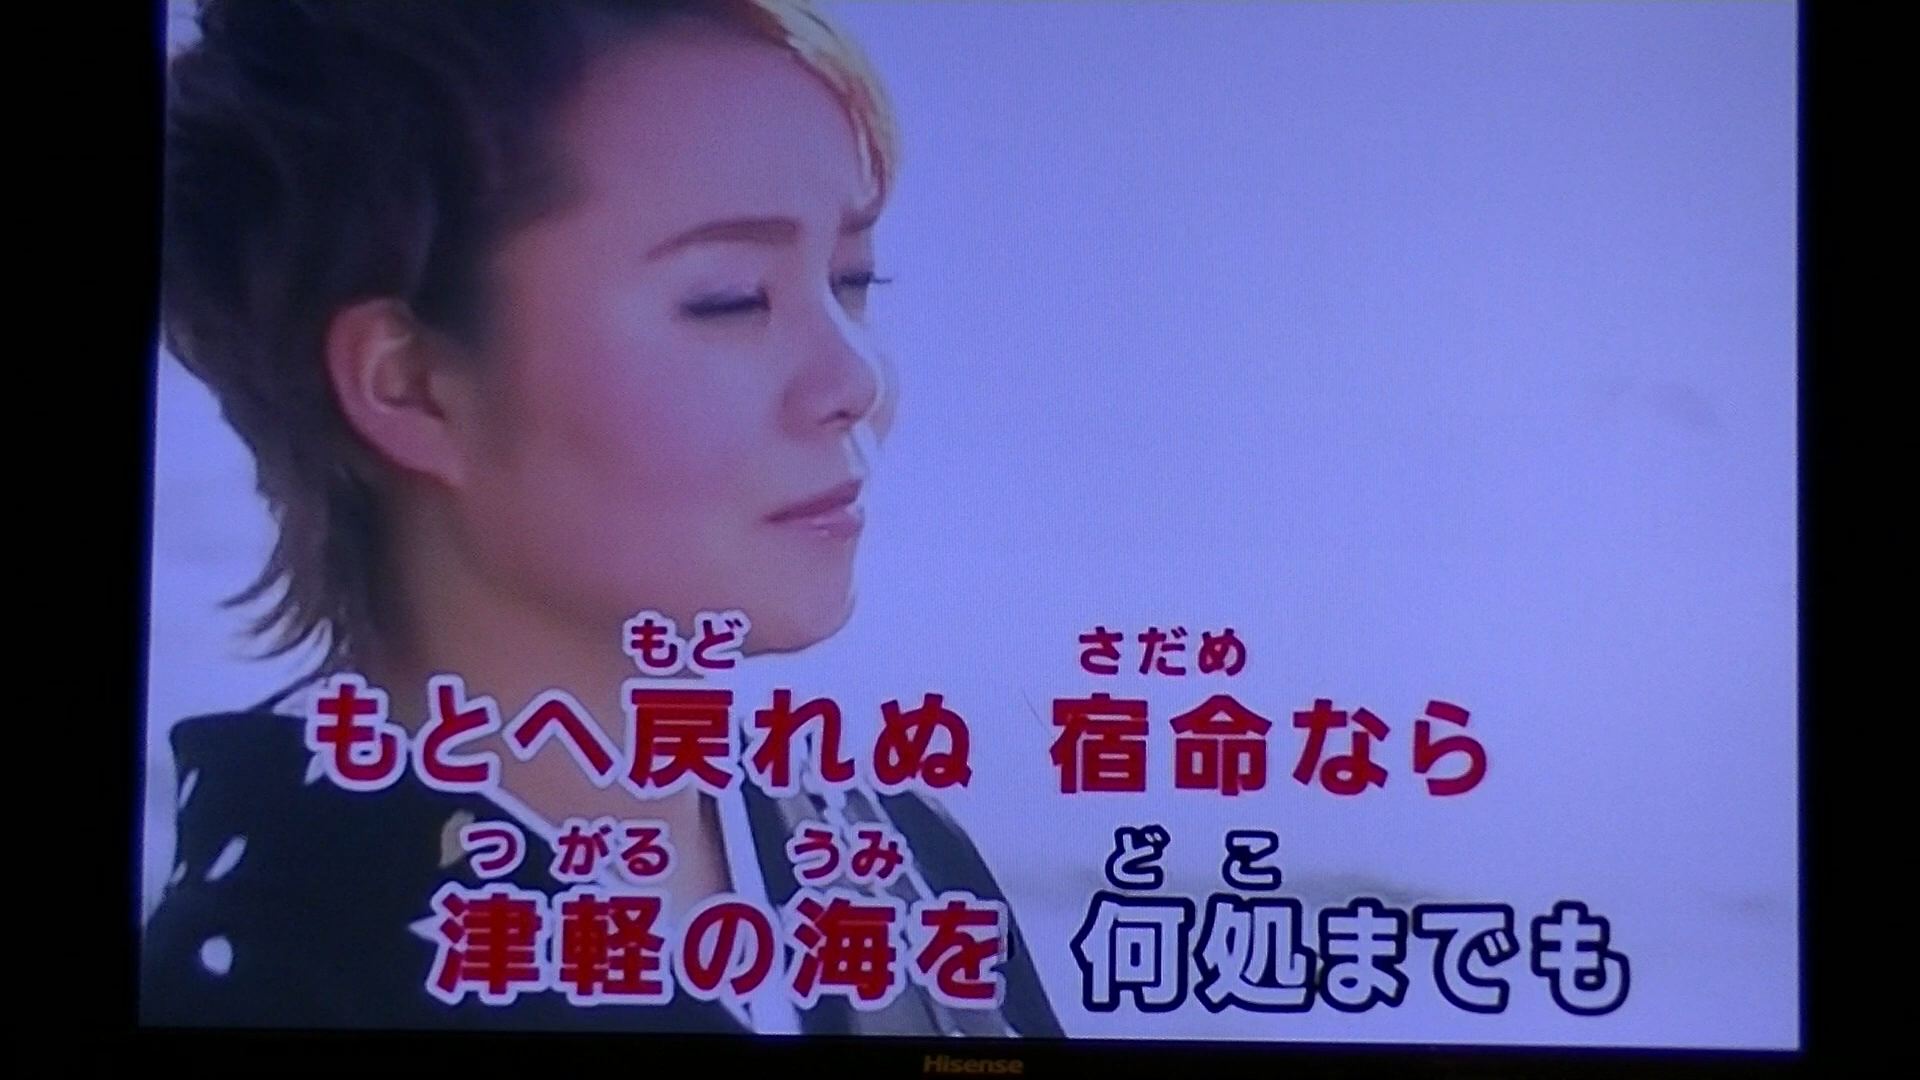 もど さだめ
もとへ戻れぬ 宿命なら
つがる うみ どこ
津軽の海を 何処までも
Hisense